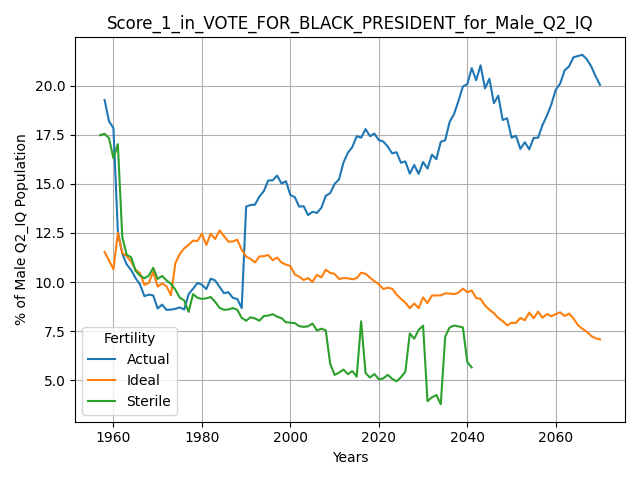 Score_1_in_VOTE_FOR_BLACK_PRESIDENT_for_Male_Q2_IQ
% of Male Q2_IQ Population
20.0
17.5
15.0
12.5
10.0
7.5
5.0
Fertility
Actual
Ideal
Sterile
1960 1980 2000 2020 2040 2060
Years